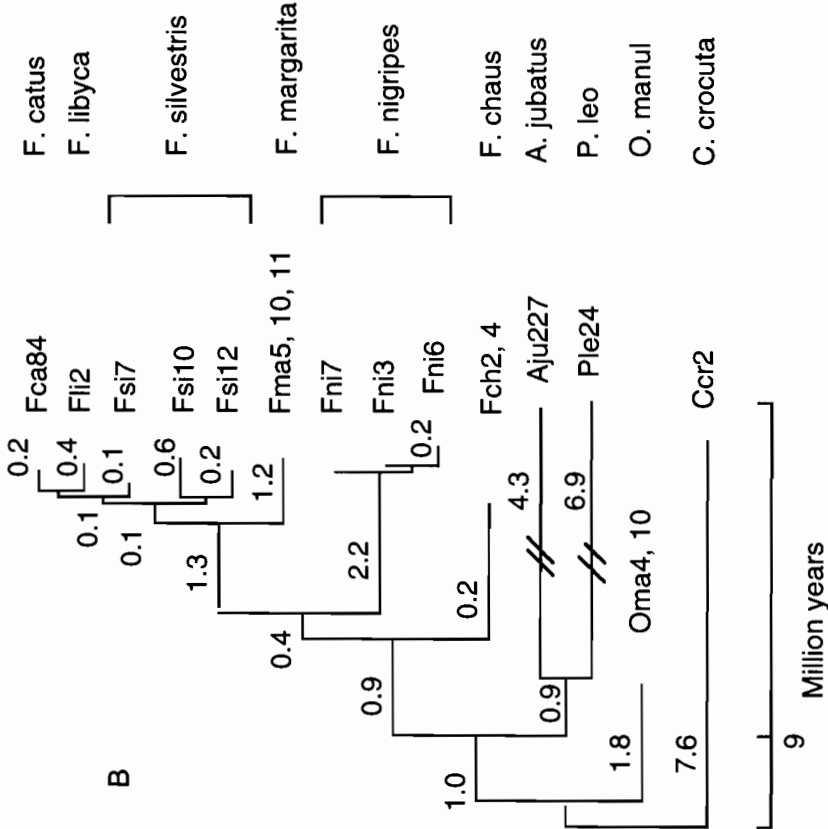 B
F. catus
F. libyca
F. silvestris
F. margarita
F. nigripes
F. chaus
A. jubatus
P. leo
O. manul
C. crocuta
Fca84
Fli2
Fsi7
Fsi10
Fsi12
Fma5, 10, 11
Fni7
Fni3
Fni6
Fch2, 4
Aju227
Ple24
Oma4, 10
Ccr2
0.2
0.4
0.1
0.6
0.2
1.2
0.1
0.1
1.3
0.2
2.2
0.4
0.2
0.9
4.3
6.9
0.9
1.0
1.8
7.6
9
Million years